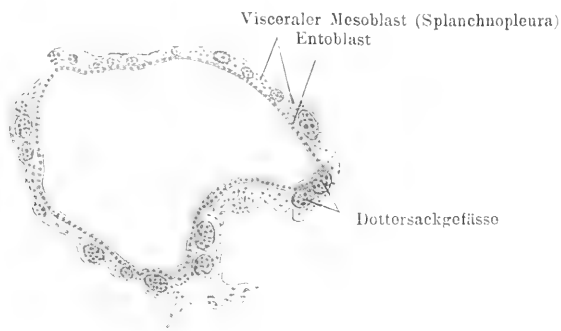 Visceraler Mesoblast (Splanchnopleura)
Entoblast
Dottersackgefässe